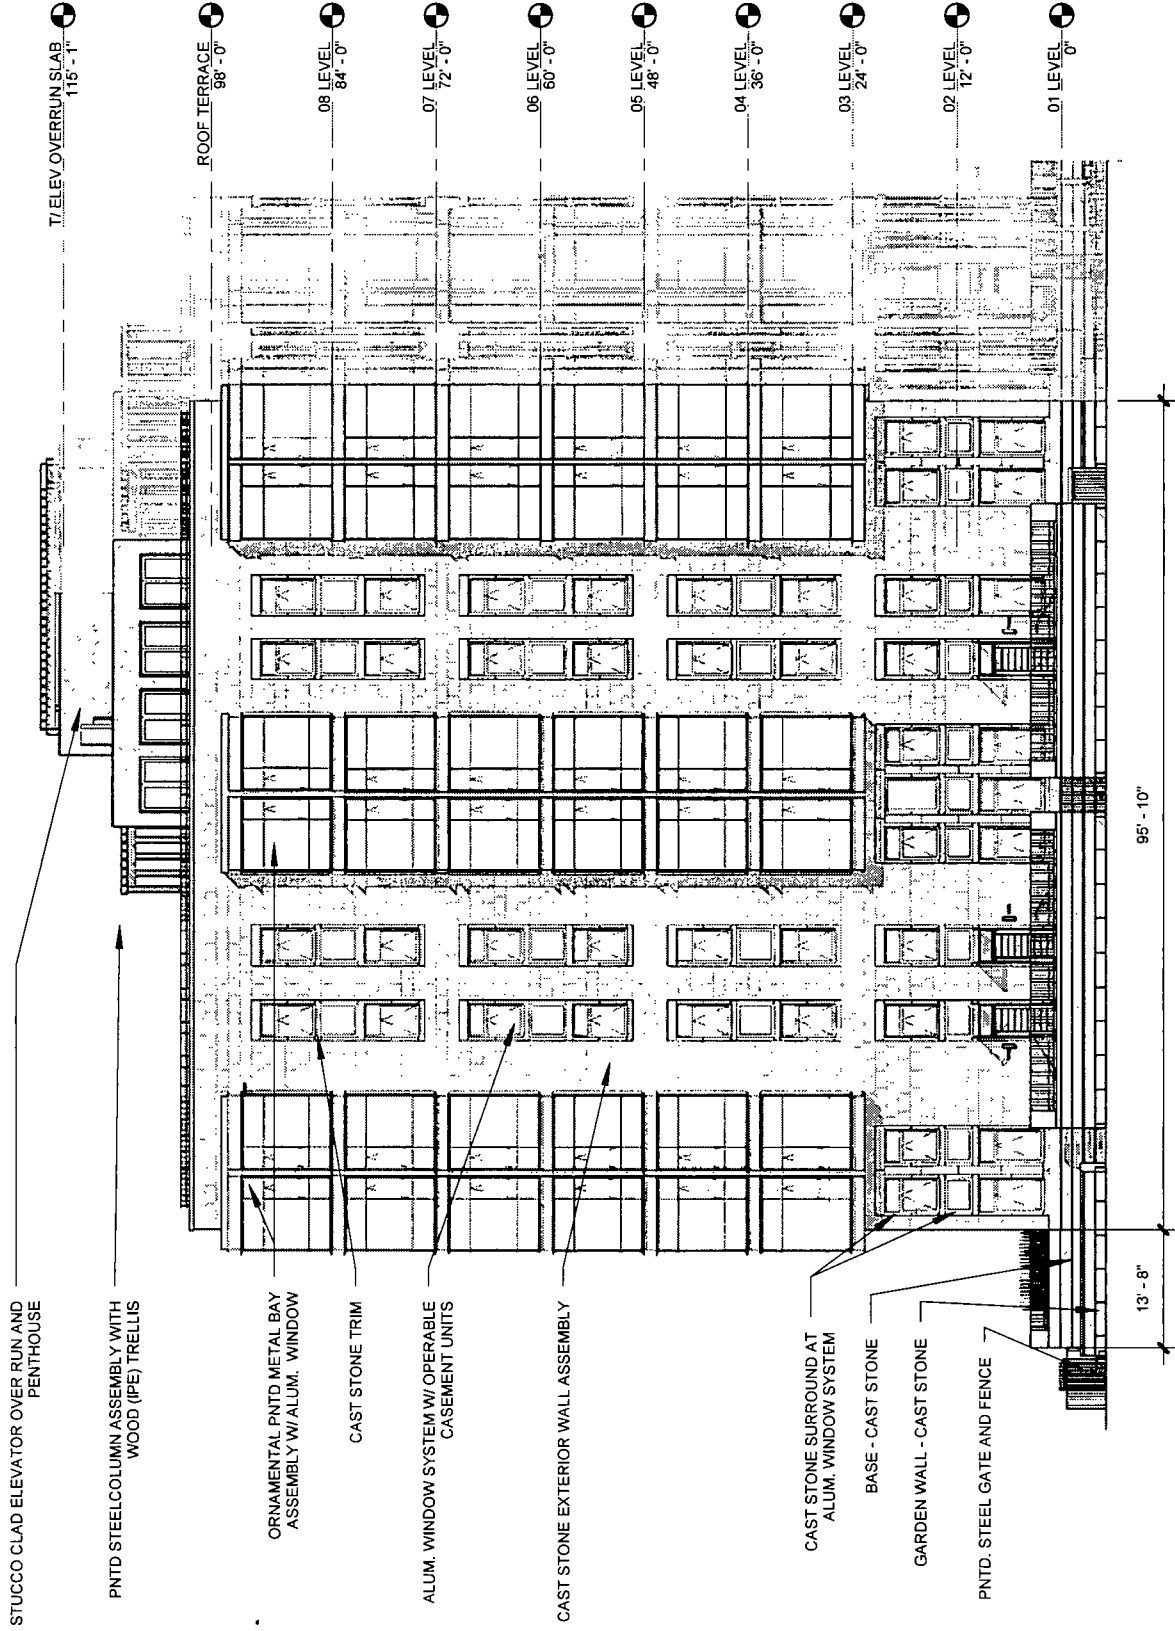 STUCCO CLAD ELEVATOR OVER RUN AND
PENTHOUSE
PNTD STEELCOLUMN ASSEMBLY WITH
WOOD (IPE) TRELLIS
ORNAMENTAL PNTD METAL BAY
ASSEMBLY W/ ALUM. WINDOW
CAST STONE TRIM
ALUM. WINDOW SYSTEM W/ OPERABLE
CASEMENT UNITS
CAST STONE EXTERIOR WALL ASSEMBLY
CAST STONE SURROUND AT
ALUM. WINDOW SYSTEM
BASE - CAST STONE
GARDEN WALL - CAST STONE
PNTD. STEEL GATE AND FENCE
T/ ELEV OVERRUN SLAB
115' - 1"
ROOF TERRACE
98' - 0"
08 LEVEL
84' - 0"
07 LEVEL
72' - 0"
06 LEVEL
60' - 0"
05 LEVEL
48' - 0"
04 LEVEL
36' - 0"
03 LEVEL
24' - 0"
02 LEVEL
12' - 0"
01 LEVEL
0"
13' - 8"
95' - 10"